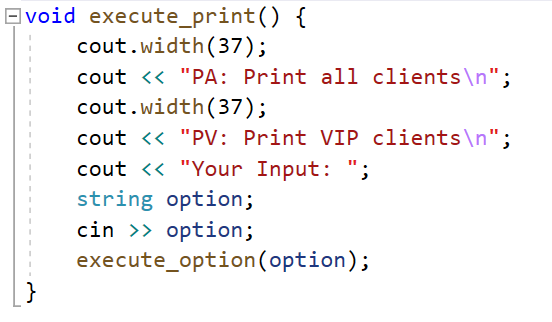 void execute_print() {
    cout.width(37);
    cout << "PA: Print all clients\n";
    cout.width(37);
    cout << "PV: Print VIP clients\n";
    cout << "Your Input: ";
    string option;
    cin >> option;
    execute_option(option);
}